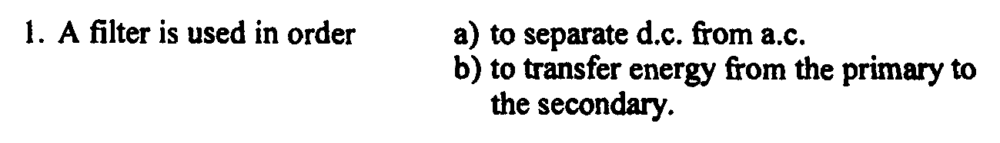 1. A filter is used in order a) to separate d.c. from a.c.
b) to transfer energy from the primary to
the secondary.